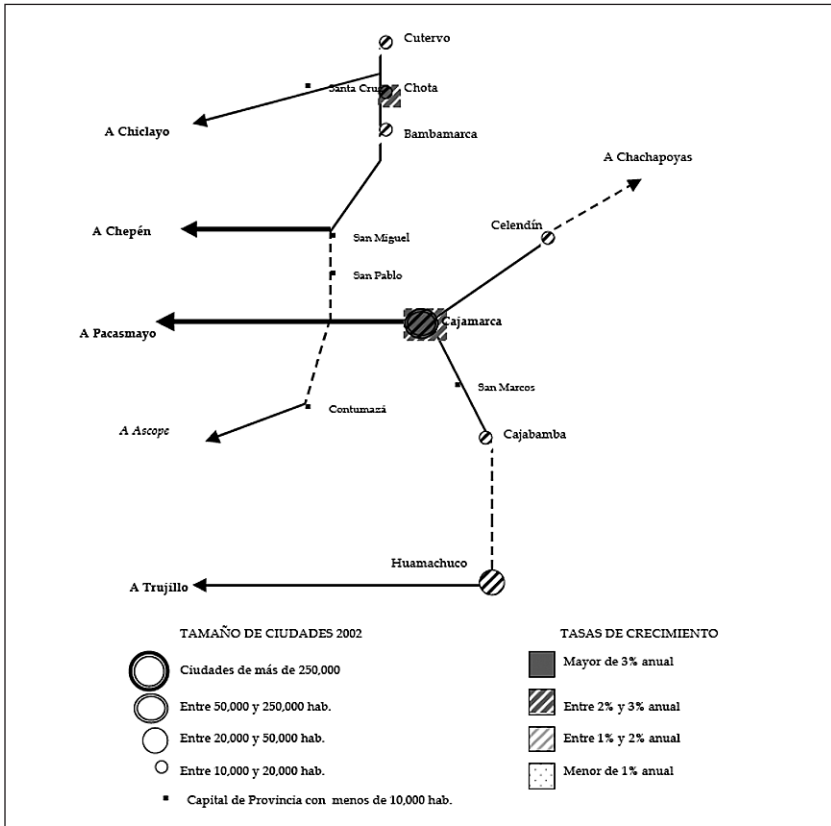 Cutervo
Santa Cruz
Chota
A Chiclayo
Bambamarca
A Chachapoyas
Celendín
A Chepén
San Miguel
San Pablo
A Pacasmayo
Cajamarca
San Marcos
Contumazá
A Ascope
Cajabamba
Huamachuco
A Trujillo
TAMAÑO DE CIUDADES 2002
Ciudades de más de 250,000
Entre 50,000 y 250,000 hab.
Entre 20,000 y 50,000 hab.
Entre 10,000 y 20,000 hab.
Capital de Provincia con menos de 10,000 hab.
TASAS DE CRECIMIENTO
Mayor de 3% anual
Entre 2% y 3% anual
Entre 1% y 2% anual
Menor de 1% anual